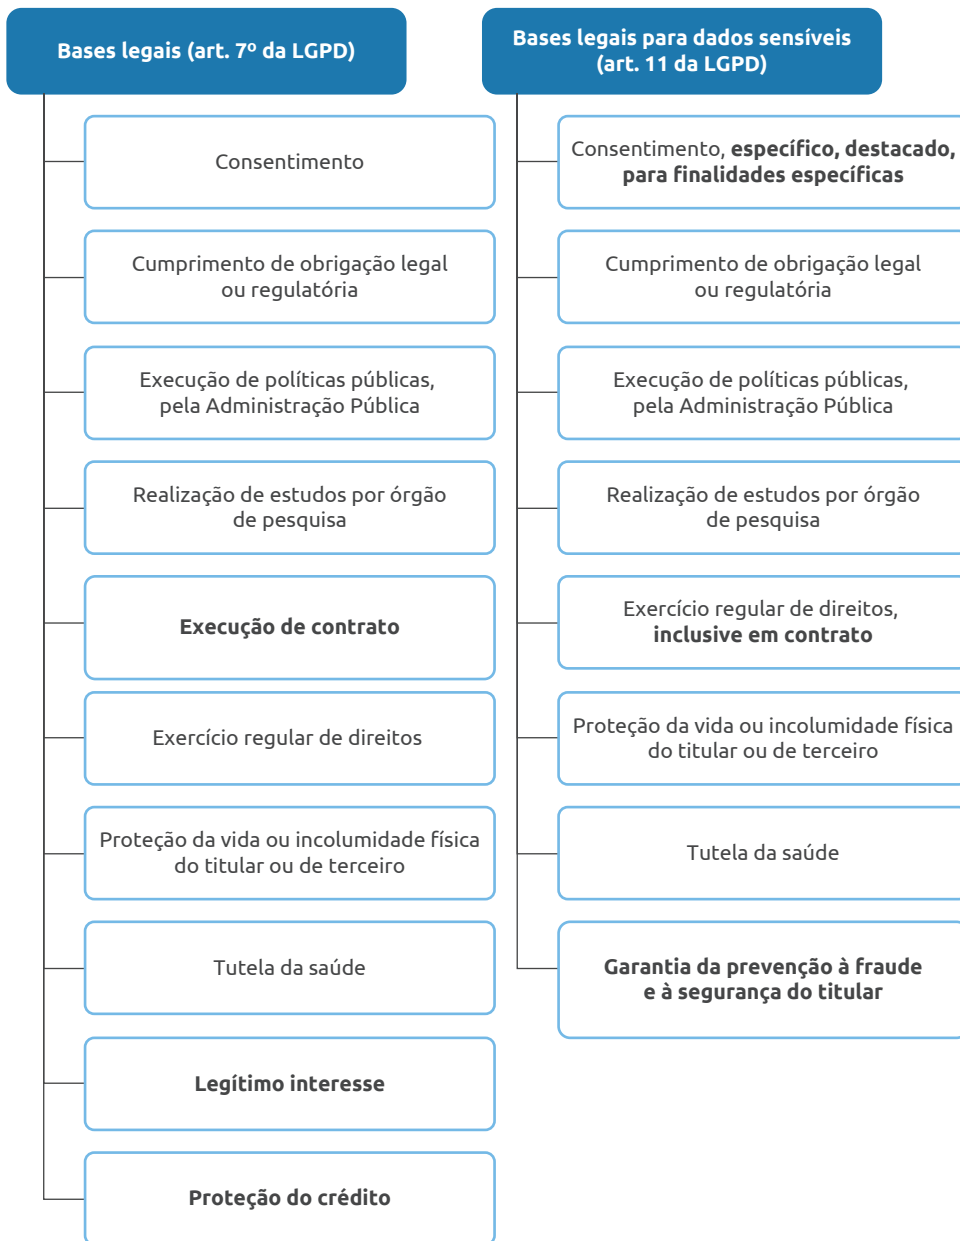 Bases legais (art. 7º da LGPD)
Consentimento
Cumprimento de obrigação legal
ou regulatória
Execução de políticas públicas,
pela Administração Pública
Realização de estudos por órgão
de pesquisa
Execução de contrato
Exercício regular de direitos
Proteção da vida ou incolumidade física
do titular ou de terceiro
Tutela da saúde
Legítimo interesse
Proteção do crédito
Bases legais para dados sensíveis
(art. 11 da LGPD)
Consentimento, específico, destacado,
para finalidades específicas
Cumprimento de obrigação legal
ou regulatória
Execução de políticas públicas,
pela Administração Pública
Realização de estudos por órgão
de pesquisa
Exercício regular de direitos,
inclusive em contrato
Proteção da vida ou incolumidade física
do titular ou de terceiro
Tutela da saúde
Garantia da prevenção à fraude
e à segurança do titular